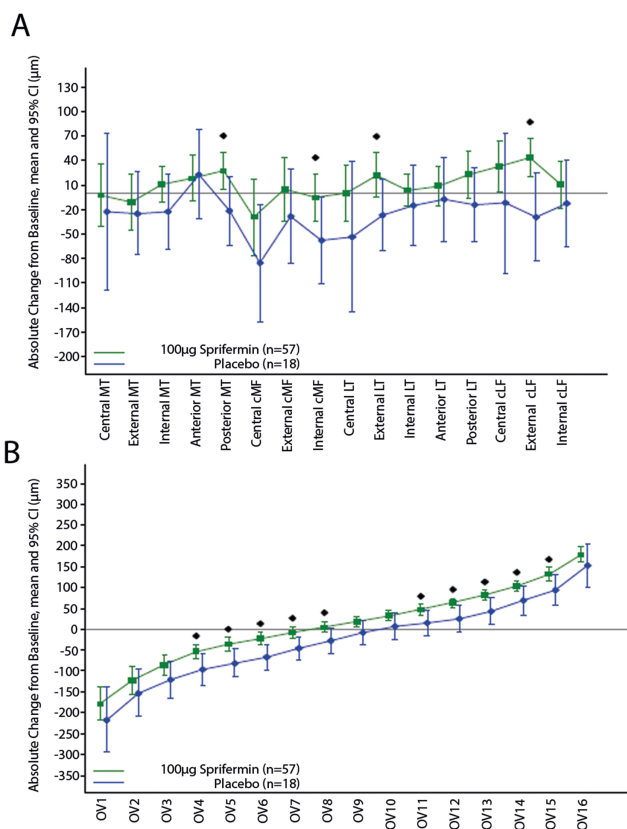 A
Absolute Change from Baseline, mean and 95% CI (µm)
130
100
70
40
10
-20
-50
-80
-110
-140
-170
-200
100µg Sprifermin (n=57)
Placebo (n=18)
Central MT
External MT
Internal MT
Anterior MT
Posterior MT
Central cMF
External cMF
Internal cMF
Central LT
External LT
Internal LT
Anterior LT
Posterior LT
Central cLF
External cLF
Internal cLF
B
Absolute Change from Baseline, mean and 95% CI (µm)
350
300
250
200
150
100
50
0
-50
-100
-150
-200
-250
-300
-350
100µg Sprifermin (n=57)
Placebo (n=18)
OV1
OV2
OV3
OV4
OV5
OV6
OV7
OV8
OV9
OV10
OV11
OV12
OV13
OV14
OV15
OV16